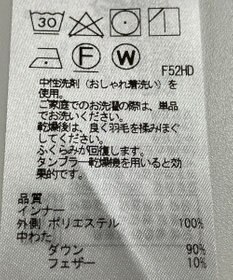 30
F W
F52HD
中性洗剤（おしゃれ着洗い）を
使用。
ご家庭でのお洗濯の際は、単品
でお洗いください。
乾燥後は、良く羽毛を揉みほぐ
してください。
ふくらみが回復します。
タンブラー乾燥機を用いると効
果的です。
品質
インナー
外側 ポリエステル 100%
中わた
ダウン 90%
フェザー 10%